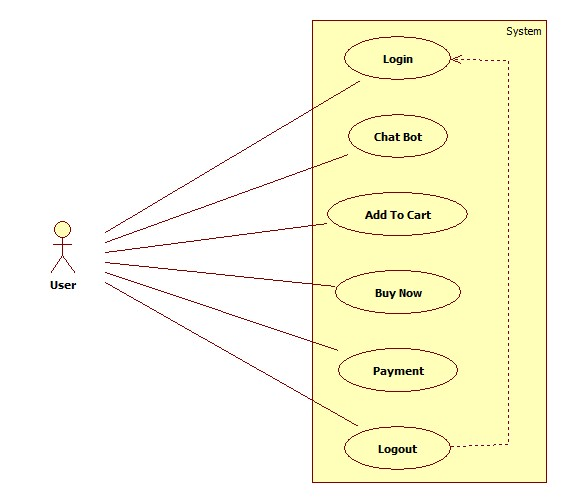 System
Login
Chat Bot
Add To Cart
User
Buy Now
Payment
Logout